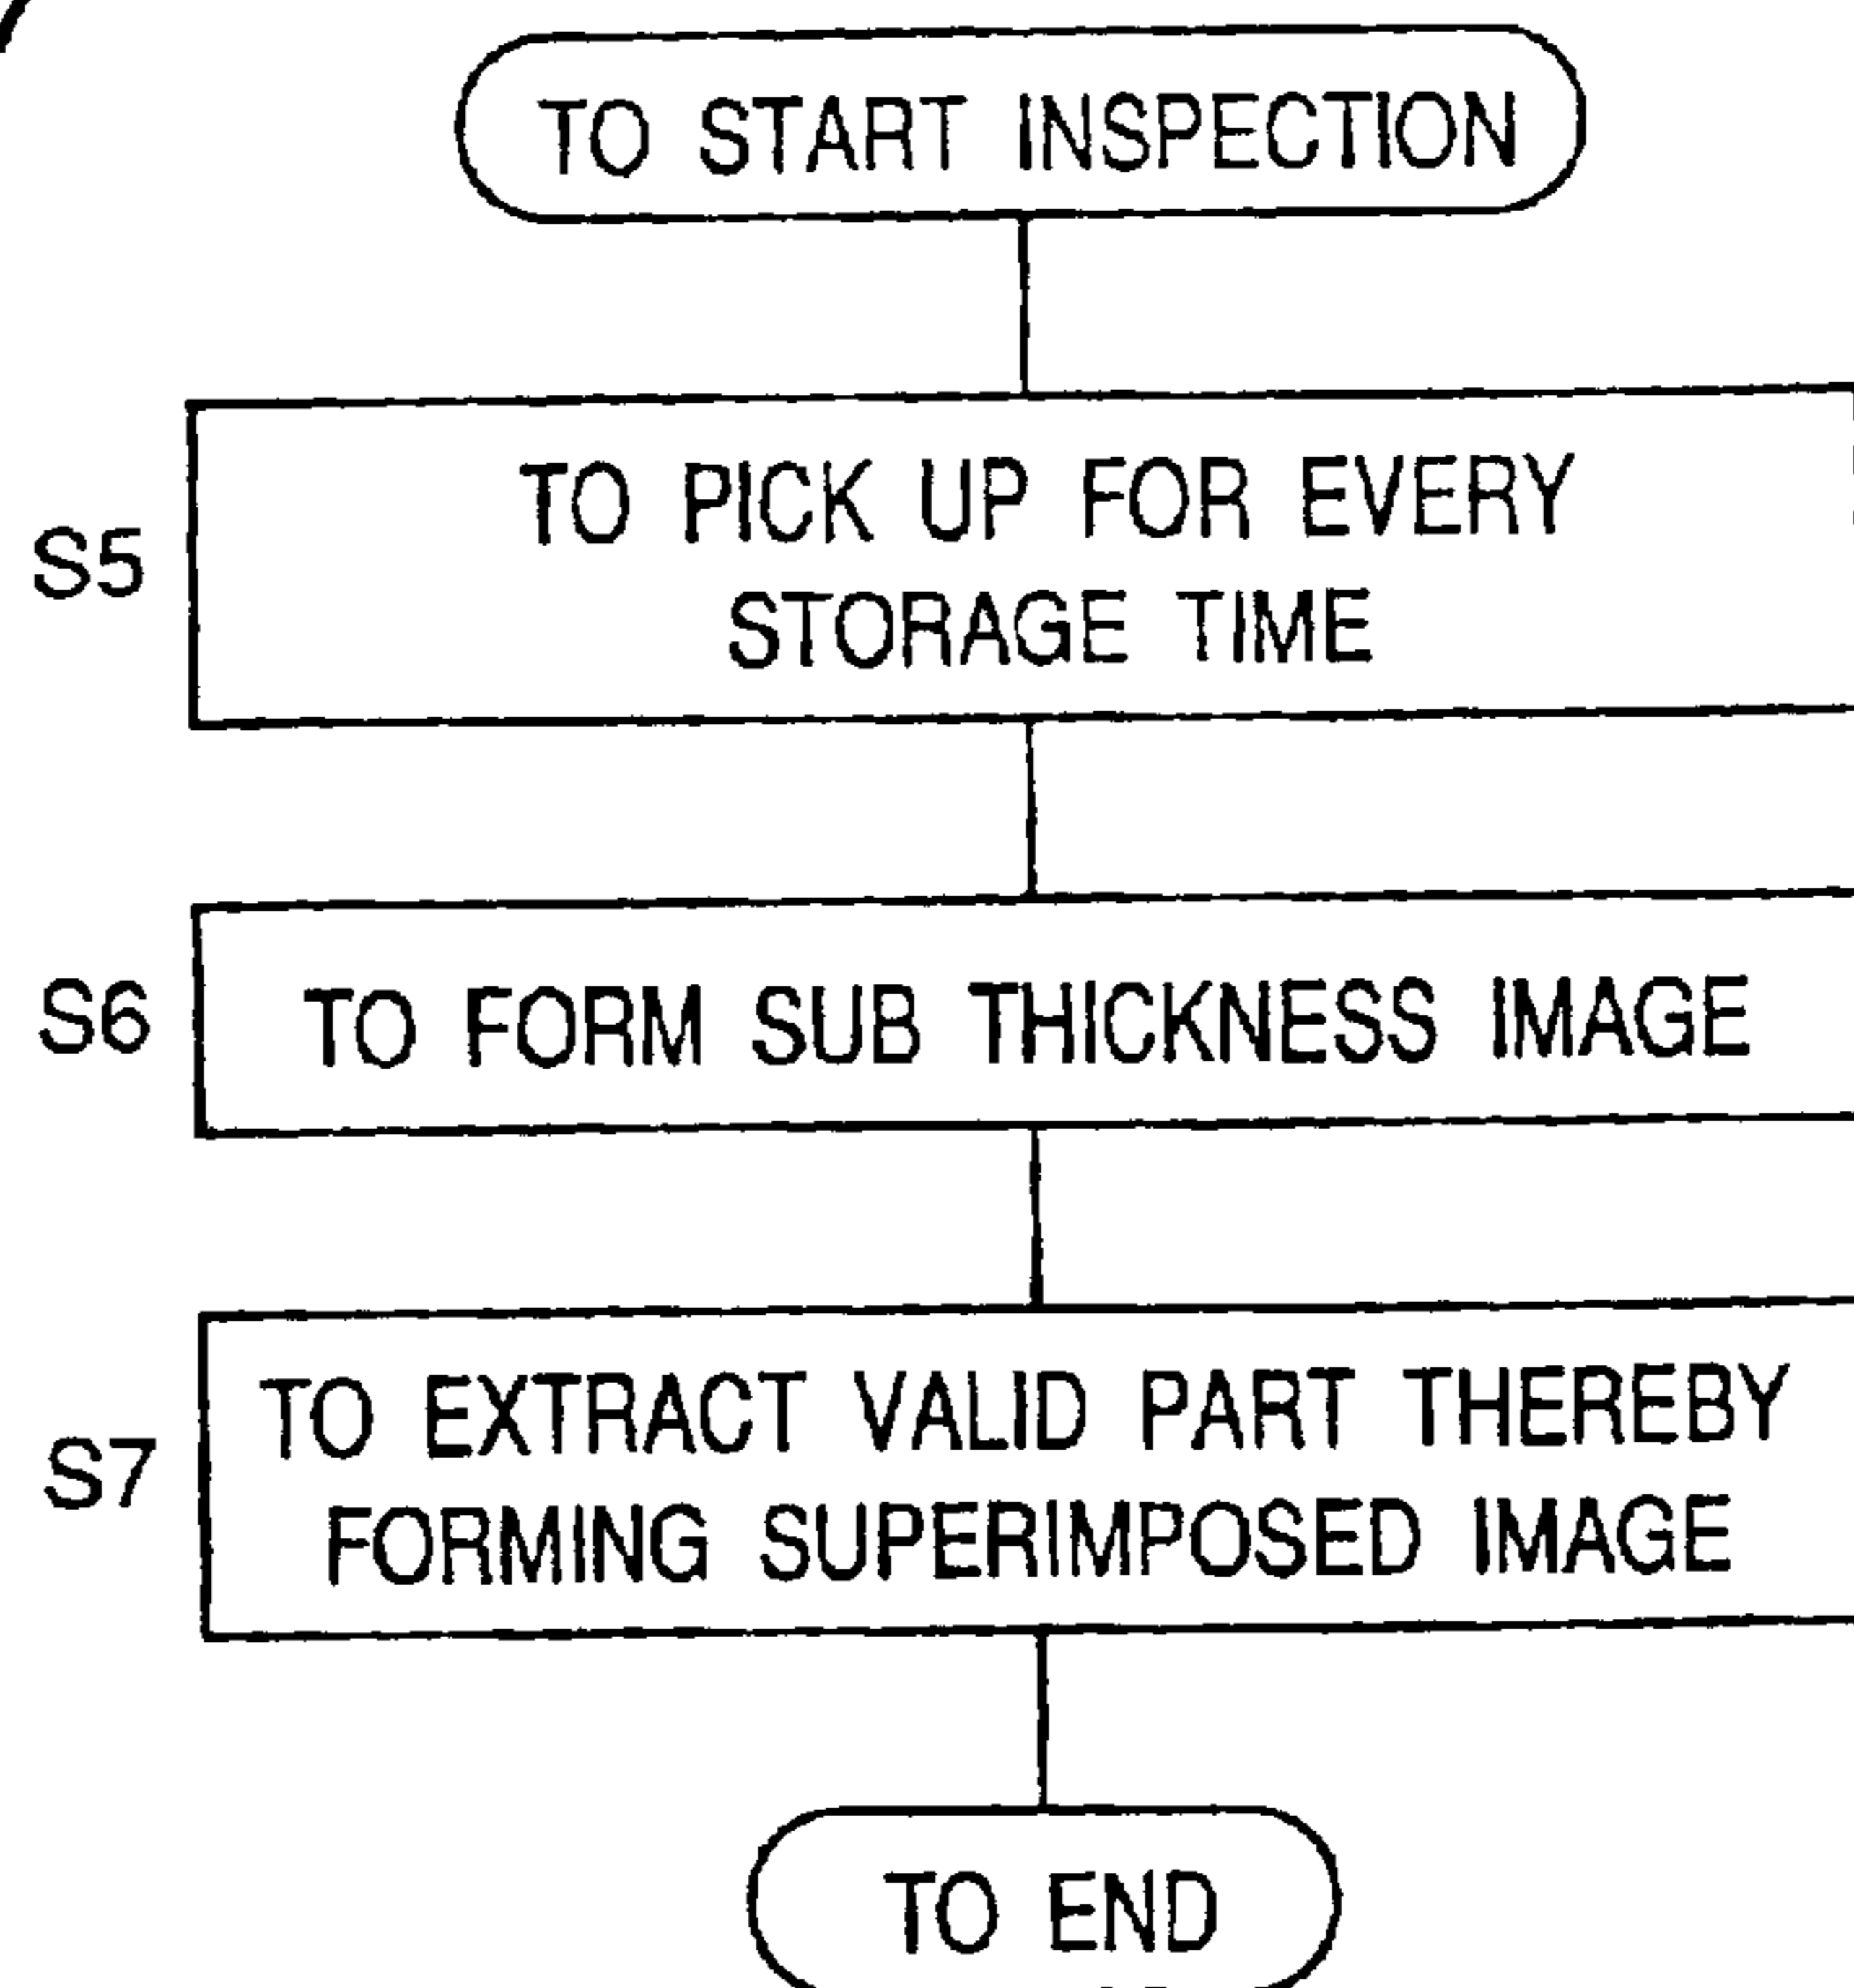 TO START INSPECTION
S5
TO PICK UP FOR EVERY
STORAGE TIME
S6
TO FORM SUB THICKNESS IMAGE
S7
TO EXTRACT VALID PART THEREBY
FORMING SUPERIMPOSED IMAGE
TO END